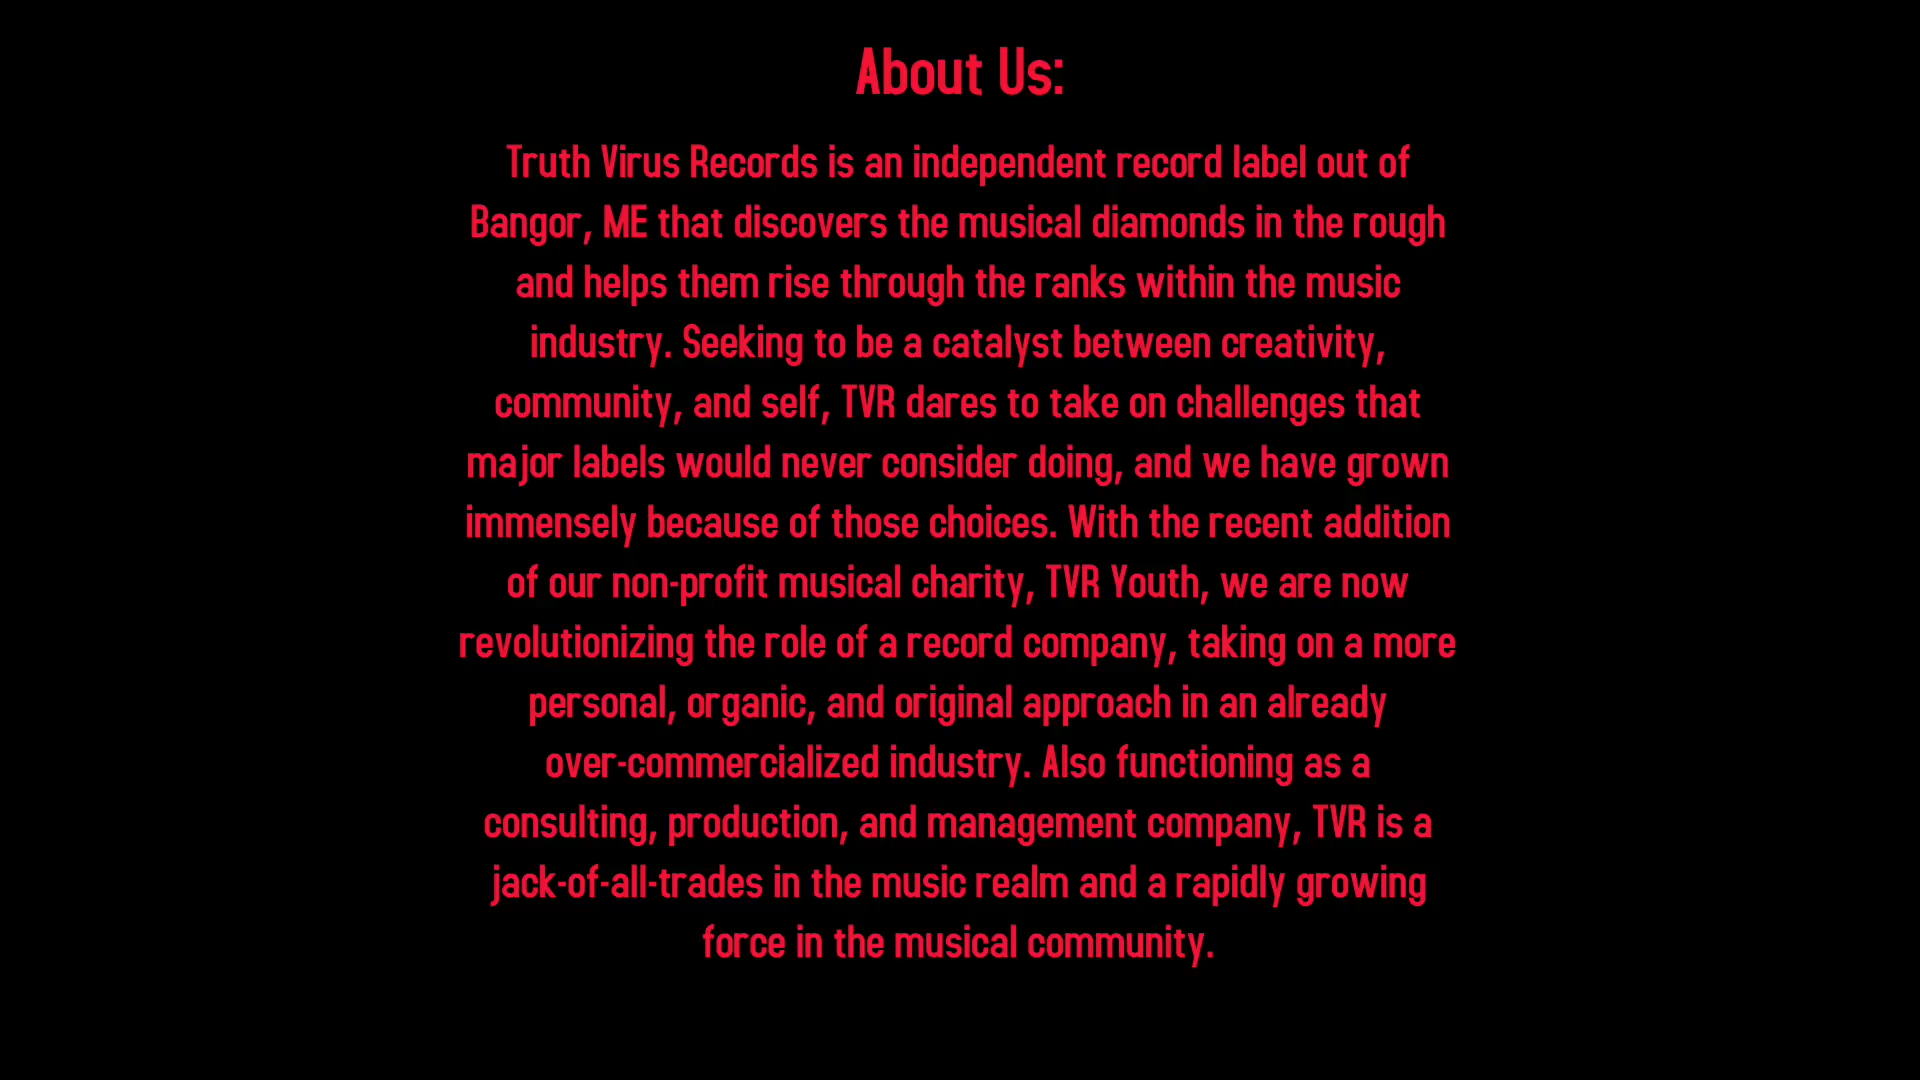 About Us:
Truth Virus Records is an independent record label out of
Bangor, ME that discovers the musical diamonds in the rough
and helps them rise through the ranks within the music
industry. Seeking to be a catalyst between creativity,
community, and self, TVR dares to take on challenges that
major labels would never consider doing, and we have grown
immensely because of those choices. With the recent addition
of our non-profit musical charity, TVR Youth, we are now
revolutionizing the role of a record company, taking on a more
personal, organic, and original approach in an already
over-commercialized industry. Also functioning as a
consulting, production, and management company, TVR is a
jack-of-all-trades in the music realm and a rapidly growing
force in the musical community.